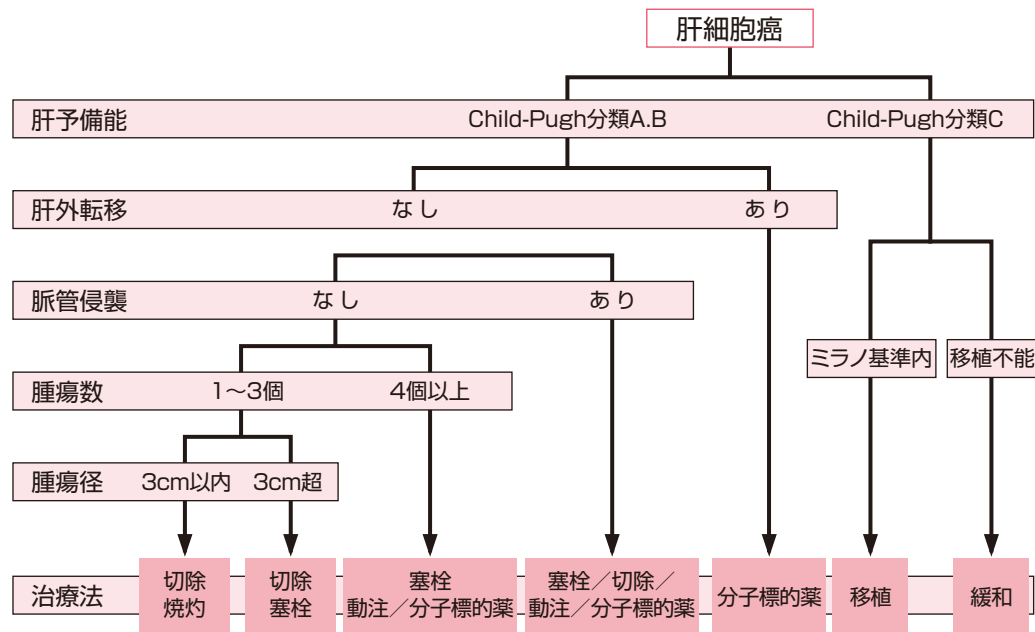 肝細胞癌
肝予備能 Child-Pugh分類A.B Child-Pugh分類C
肝外転移 なし あり
脈管侵襲 なし あり
ミラノ基準内 移植不能
腫瘍数 1〜3個 4個以上
腫瘍径 3cm以内 3cm超
治療法
切除
焼灼
切除
塞栓
塞栓
動注／分子標的薬
塞栓／切除／
動注／分子標的薬
分子標的薬
移植
緩和